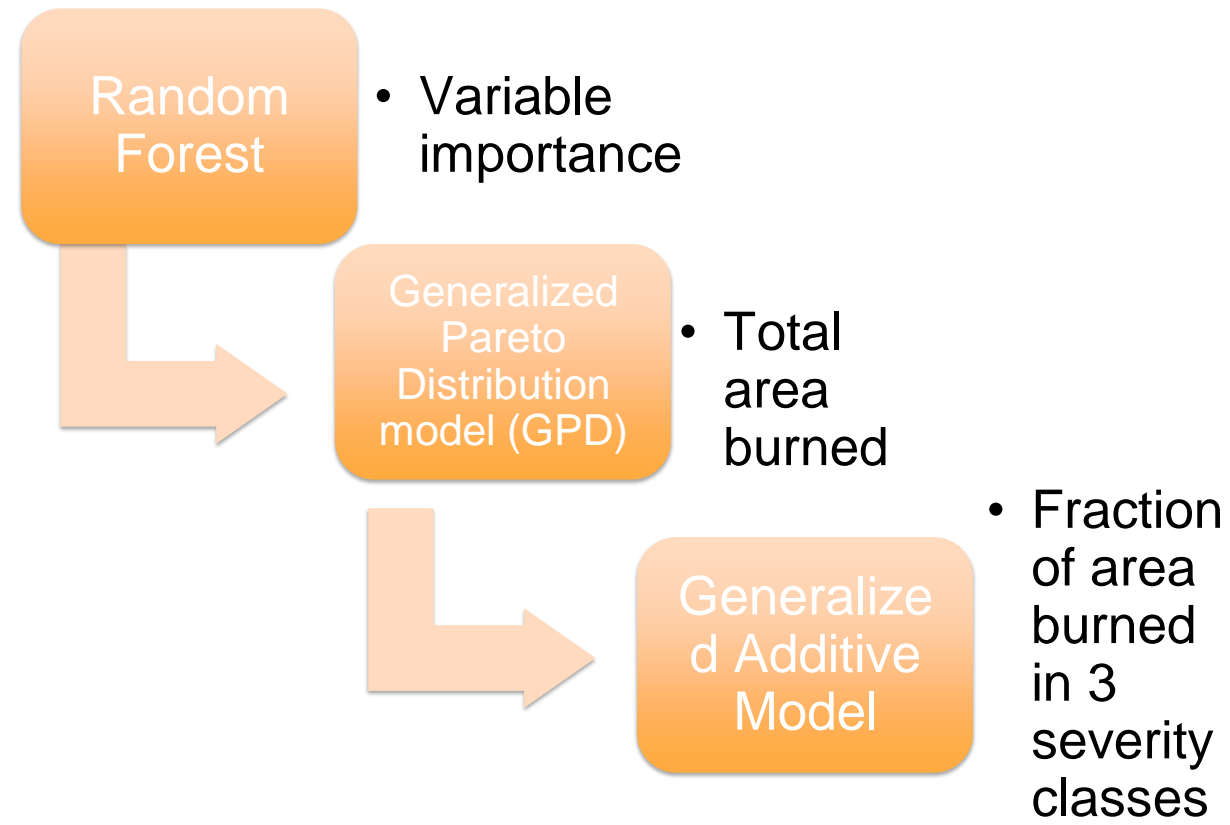 Random
Forest
• Variable
importance
Generalized
Pareto
Distribution
model (GPD)
• Total
area
burned
Generalize
d Additive
Model
• Fraction
of area
burned
in 3
severity
classes